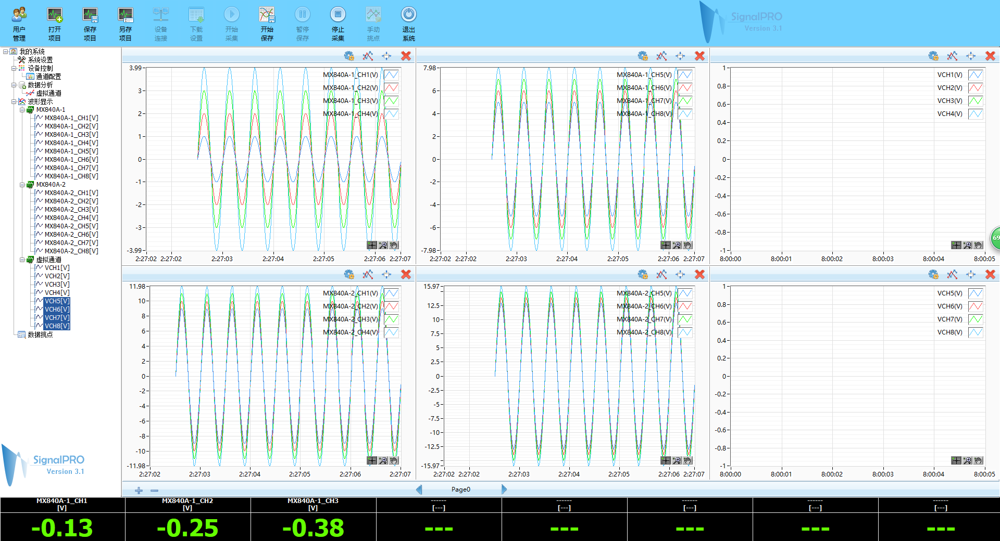 用户
管理
打开
项目
保存
项目
另存
项目
设备
连接
下载
设置
开始
采集
开始
保存
暂停
保存
停止
采集
手动
挑点
退出
系统
SignalPRO
Version 3.1
我的系统
系统设置
设备控制
通道配置
数据分析
虚拟通道
波形显示
MX840A-1
MX840A-1_CH1[V]
MX840A-1_CH2[V]
MX840A-1_CH3[V]
MX840A-1_CH4[V]
MX840A-1_CH5[V]
MX840A-1_CH6[V]
MX840A-1_CH7[V]
MX840A-1_CH8[V]
MX840A-2
MX840A-2_CH1[V]
MX840A-2_CH2[V]
MX840A-2_CH3[V]
MX840A-2_CH4[V]
MX840A-2_CH5[V]
MX840A-2_CH6[V]
MX840A-2_CH7[V]
MX840A-2_CH8[V]
虚拟通道
VCH1[V]
VCH2[V]
VCH3[V]
VCH4[V]
VCH5[V]
VCH6[V]
VCH7[V]
VCH8[V]
数据挑点
SignalPRO
Version 3.1
3.99
3
2
1
0
-1
-2
-3
-3.99
2:27:02 2:27:02 2:27:03 2:27:04 2:27:05 2:27:06 2:27:07
MX840A-1_CH1(V)
MX840A-1_CH2(V)
MX840A-1_CH3(V)
MX840A-1_CH4(V)
7.98
6
4
2
0
-2
-4
-6
-7.98
2:27:02 2:27:02 2:27:03 2:27:04 2:27:05 2:27:06 2:27:07
MX840A-1_CH5(V)
MX840A-1_CH6(V)
MX840A-1_CH7(V)
MX840A-1_CH8(V)
1
0.8
0.6
0.4
0.2
0
-0.2
-0.4
-0.6
-0.8
-1
8:00:00 8:00:01 8:00:02 8:00:03 8:00:04 8:00:05
VCH1(V)
VCH2(V)
VCH3(V)
VCH4(V)
69
11.98
10
8
6
4
2
0
-2
-4
-6
-8
-10
-11.98
2:27:02 2:27:03 2:27:04 2:27:05 2:27:06 2:27:07
MX840A-2_CH1(V)
MX840A-2_CH2(V)
MX840A-2_CH3(V)
MX840A-2_CH4(V)
15.97
12.5
10
7.5
5
2.5
0
-2.5
-5
-7.5
-10
-12.5
-15.97
2:27:02 2:27:02 2:27:03 2:27:04 2:27:05 2:27:06 2:27:07
MX840A-2_CH5(V)
MX840A-2_CH6(V)
MX840A-2_CH7(V)
MX840A-2_CH8(V)
1
0.8
0.6
0.4
0.2
0
-0.2
-0.4
-0.6
-0.8
-1
8:00:00 8:00:01 8:00:02 8:00:03 8:00:04 8:00:05
VCH5(V)
VCH6(V)
VCH7(V)
VCH8(V)
Page0
MX840A-1_CH1
[V]
-0.13
MX840A-1_CH2
[V]
-0.25
MX840A-1_CH3
[V]
-0.38
------
[---]
---
------
[---]
---
------
[---]
---
------
[---]
---
------
[---]
---